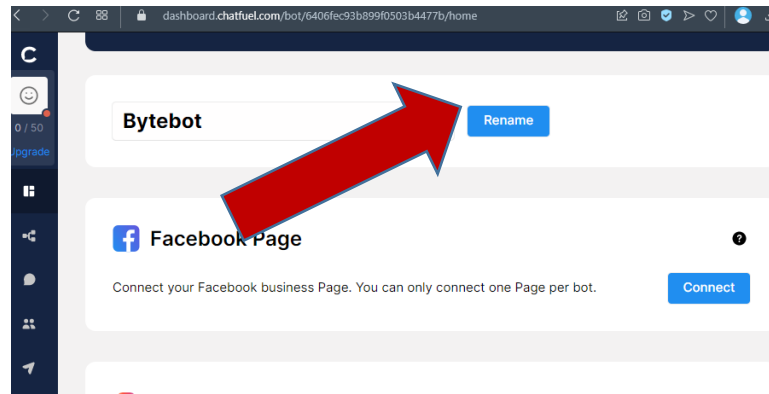 dashboard.chatfuel.com/bot/6406fec93b899f0503b4477b/home
0 / 50
Upgrade
Bytebot
Rename
Facebook Page
Connect your Facebook business Page. You can only connect one Page per bot.
Connect